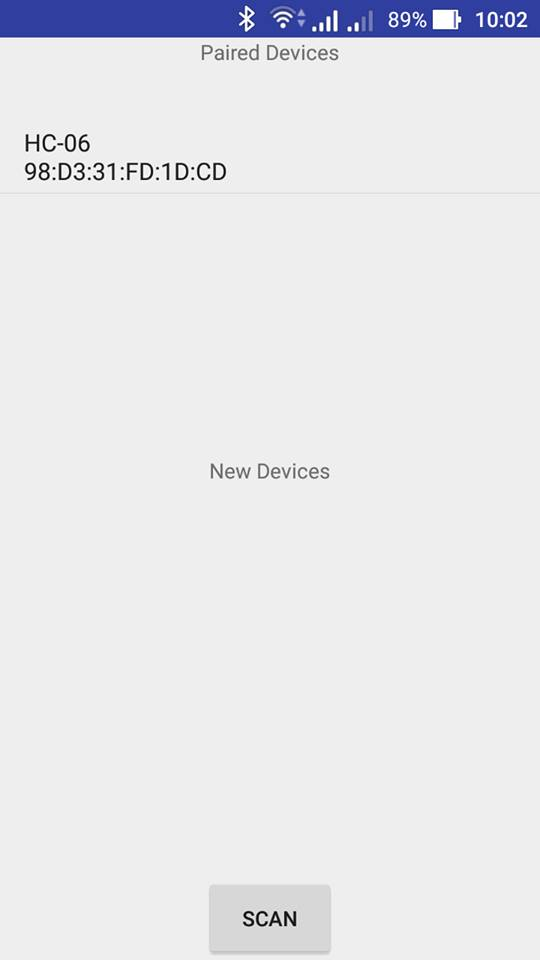 89% 10:02
Paired Devices
HC-06
98:D3:31:FD:1D:CD
New Devices
SCAN